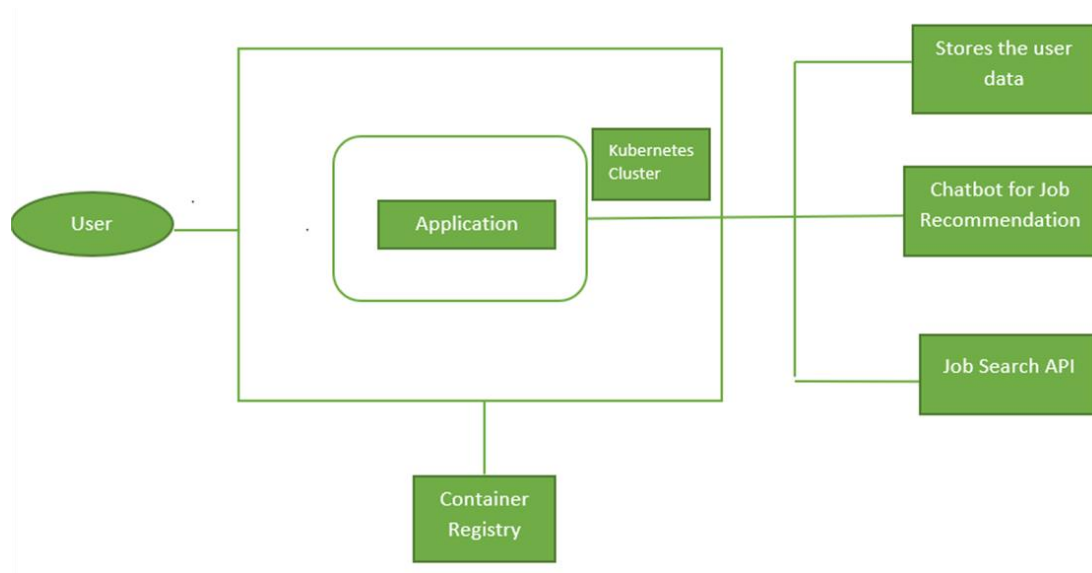 Stores the user
data
Kubernetes
Cluster
User
Application
Chatbot for Job
Recommendation
Job Search API
Container
Registry